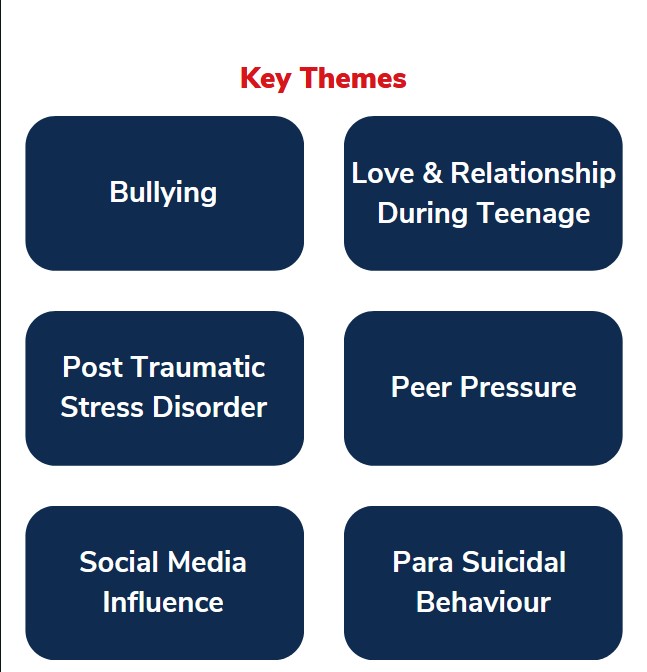 Key Themes
Bullying
Love & Relationship
During Teenage
Post Traumatic
Stress Disorder
Peer Pressure
Social Media
Influence
Para Suicidal
Behaviour